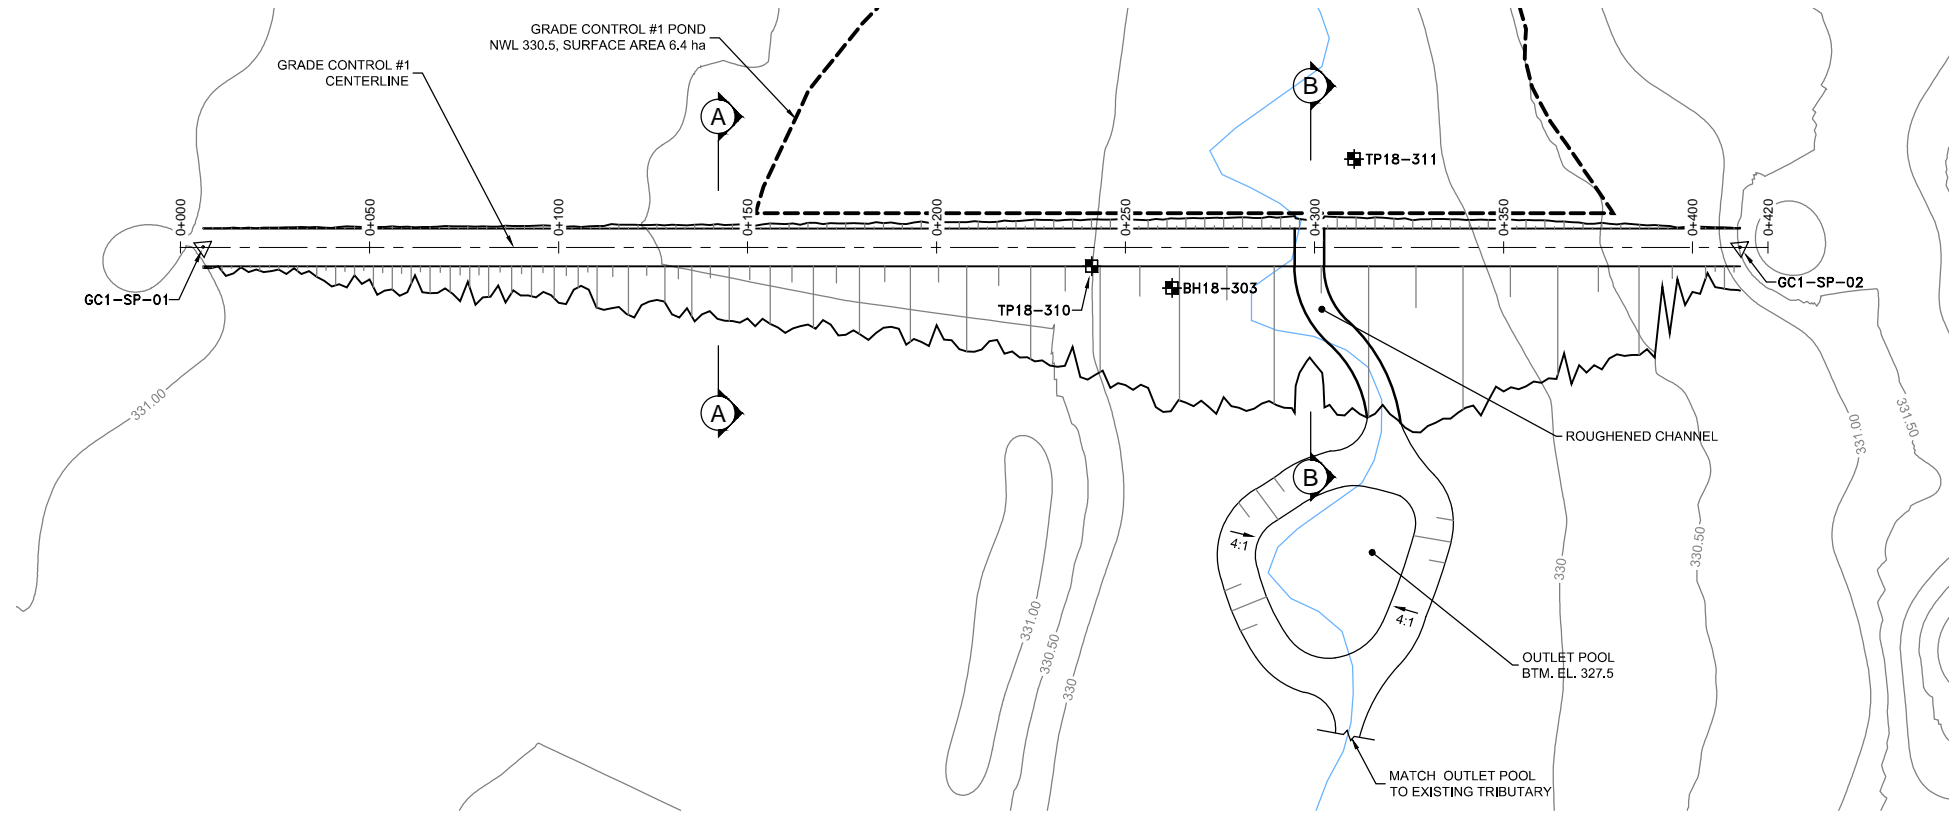 GRADE CONTROL #1 POND
NWL 330.5, SURFACE AREA 6.4 ha
GRADE CONTROL #1
CENTERLINE
A
B
TP18-311
0+000
0+050
0+100
0+150
0+200
0+250
0+300
0+350
0+400
0+420
GC1-SP-01
TP18-310
BH18-303
GC1-SP-02
331.00
A
B
ROUGHENED CHANNEL
331.00
331.50
330.50
330
4:1
4:1
331.00
330.50
330
OUTLET POOL
BTM. EL. 327.5
MATCH OUTLET POOL
TO EXISTING TRIBUTARY